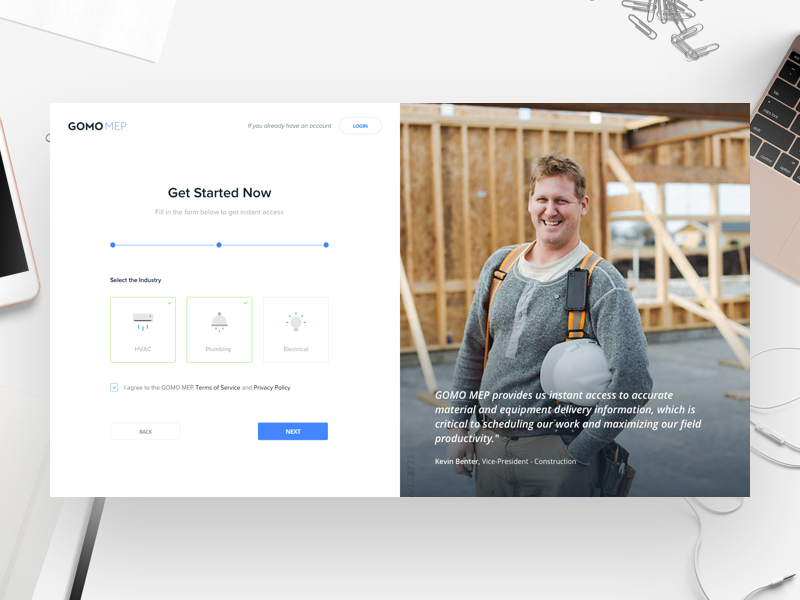 GOMO MEP
If you already have an account
LOGIN
Get Started Now
Fill in the form below to get instant access
Select the Industry
HVAC
Plumbing
Electrical
I agree to the GOMO MEP Terms of Service and Privacy Policy
BACK
NEXT
GOMO MEP provides us instant access to accurate
material and equipment delivery information, which is
critical to scheduling our work and maximizing our field
productivity."
Kevin Benter, Vice-President - Construction